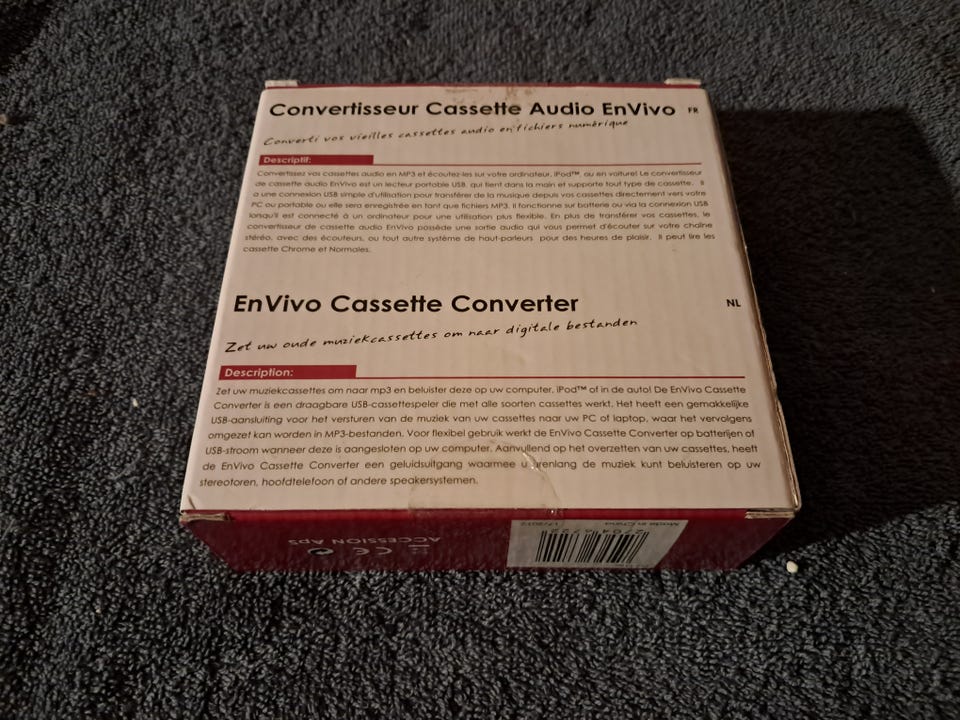 Convertisseur Cassette Audio EnVivo FR
Converti vos vieilles cassettes audio en fichiers numérique
Descriptif:
Convertissez vos cassettes audio en MP3 et écoutez-les sur votre ordinateur, iPod™ ou en voiture! Le convertisseur
de cassette audio EnVivo est un lecteur portable USB, qui tient dans la main et supporte tout type de cassette. Il
a une connexion USB simple d'utilisation pour transférer de la musique depuis vos cassettes directement vers votre
PC ou portable ou elle sera enregistrée en tant que fichiers MP3. Il fonctionne sur batterie ou via la connexion USB
lorsqu'il est connecté à un ordinateur pour une utilisation plus flexible. En plus de transférer vos cassettes, le
convertisseur de cassette audio EnVivo possède une sortie audio qui vous permet d'écouter sur votre chaîne
stéréo, avec des écouteurs, ou tout autre système de haut-parleurs pour des heures de plaisir. Il peut lire les
cassette Chrome et Normales.
EnVivo Cassette Converter NL
Zet uw oude muziekcassettes om naar digitale bestanden
Description:
Zet uw muziekcassettes om naar mp3 en beluister deze op uw computer, iPod™ of in de auto! De EnVivo Cassette
Converter is een draagbare USB-cassettespeler die met alle soorten cassettes werkt. Het heeft een gemakkelijke
USB-aansluiting voor het versturen van de muziek van uw cassettes naar uw PC of laptop, waar het vervolgens
omgezet kan worden in MP3-bestanden. Voor flexibel gebruik werkt de EnVivo Cassette Converter op batterijen of
USB-stroom wanneer deze is aangesloten op uw computer. Aanvullend op het overzetten van uw cassettes, heeft
de EnVivo Cassette Converter een geluidsuitgang waarmee u urenlang de muziek kunt beluisteren op uw
stereotoren, hoofdtelefoon of andere speakersystemen.
ACCESSION Aps
CE
Made in China